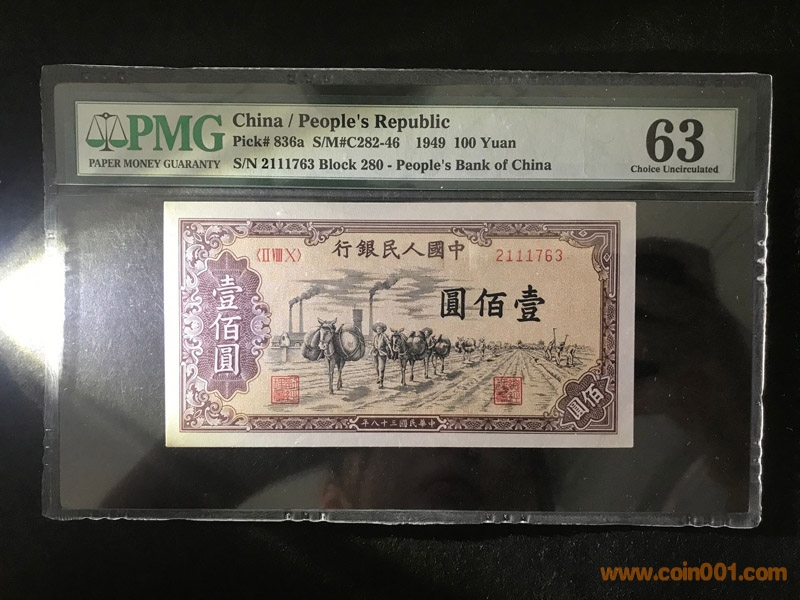 PMG
PAPER MONEY GUARANTY
China / People's Republic
Pick# 836a S/M#C282-46 1949 100 Yuan
S/N 2111763 Block 280 - People's Bank of China
63
Choice Uncirculated
行銀民人國中
〈II VIII X〉
2111763
圓佰壹
壹佰圓
佰圓
年八十三國民華中
www.coin001.com